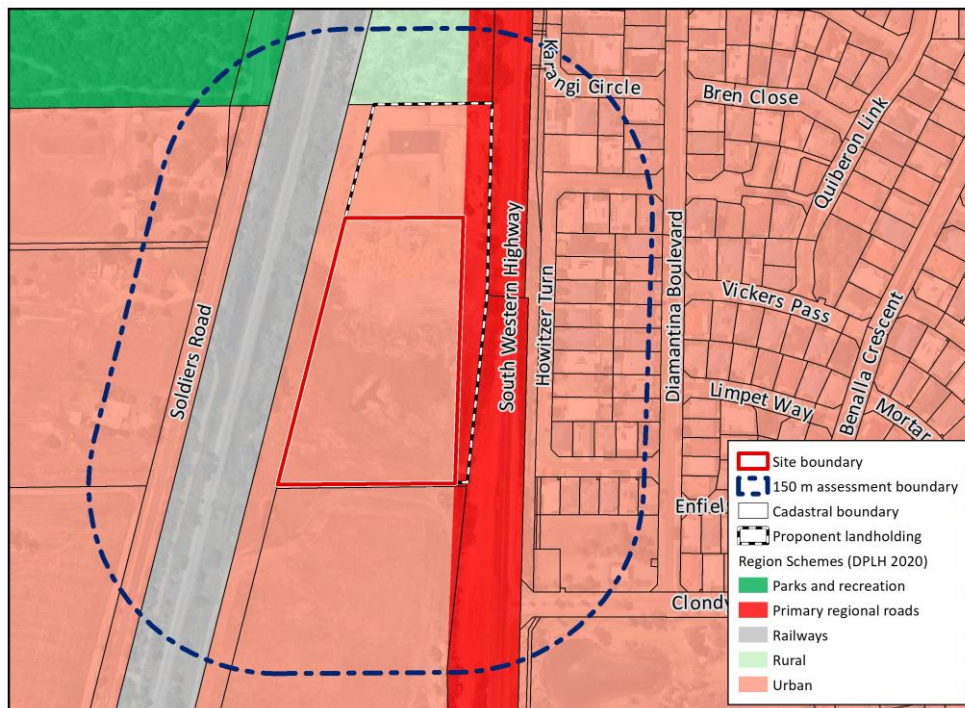 Karangi Circle
Bren Close
Quiberon Link
Soldiers Road
South Western Highway
Howitzer Turn
Diamantina Boulevard
Vickers Pass
Benalla Crescent
Limpet Way
Mortar
Enfiel
Clondy
Site boundary
150 m assessment boundary
Cadastral boundary
Proponent landholding
Region Schemes (DPLH 2020)
Parks and recreation
Primary regional roads
Railways
Rural
Urban